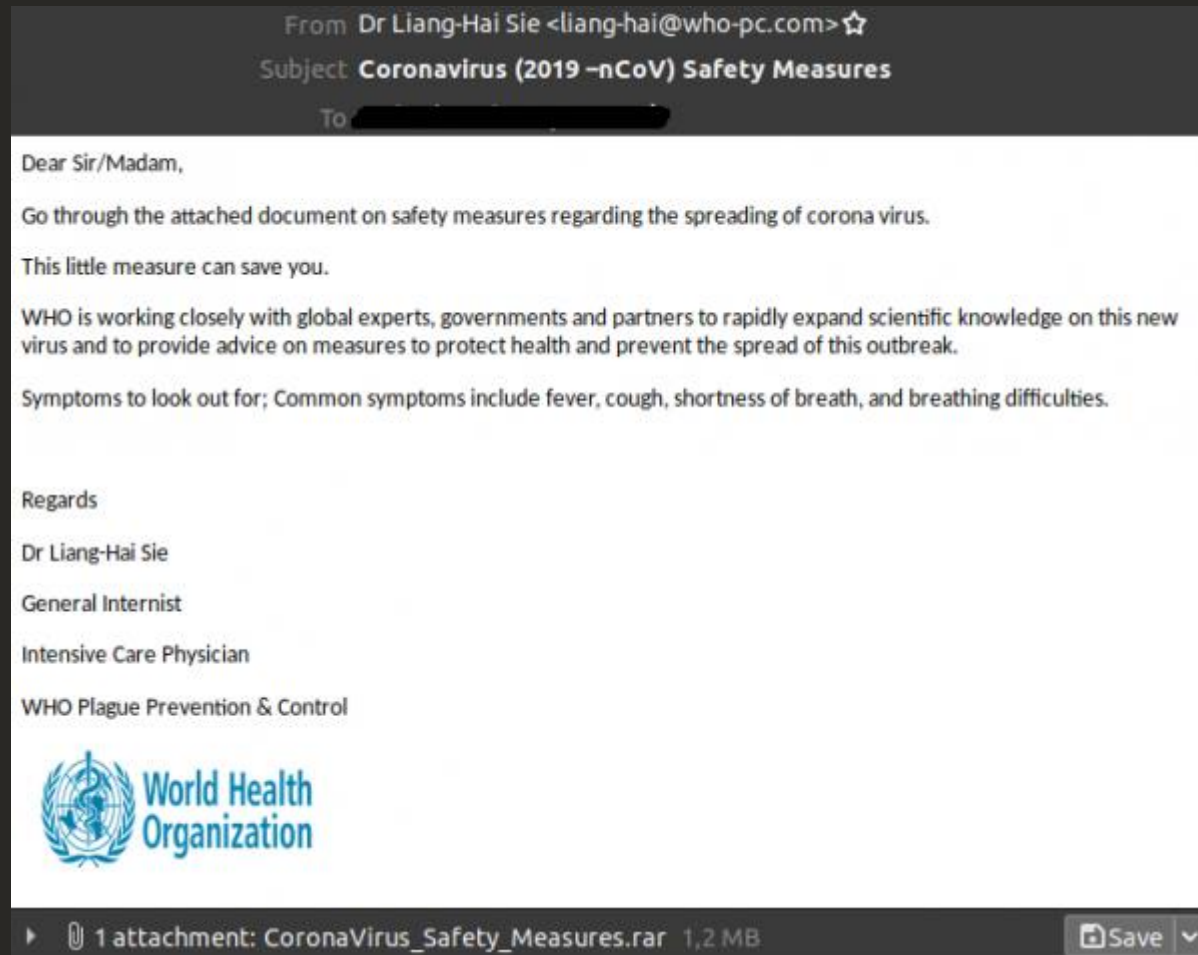 From Dr Liang-Hai Sie <liang-hai@who-pc.com>
Subject Coronavirus (2019 –nCoV) Safety Measures
To
Dear Sir/Madam,
Go through the attached document on safety measures regarding the spreading of corona virus.
This little measure can save you.
WHO is working closely with global experts, governments and partners to rapidly expand scientific knowledge on this new
virus and to provide advice on measures to protect health and prevent the spread of this outbreak.
Symptoms to look out for; Common symptoms include fever, cough, shortness of breath, and breathing difficulties.
Regards
Dr Liang-Hai Sie
General Internist
Intensive Care Physician
WHO Plague Prevention & Control
World Health
Organization
1 attachment: CoronaVirus_Safety_Measures.rar 1,2 MB
Save